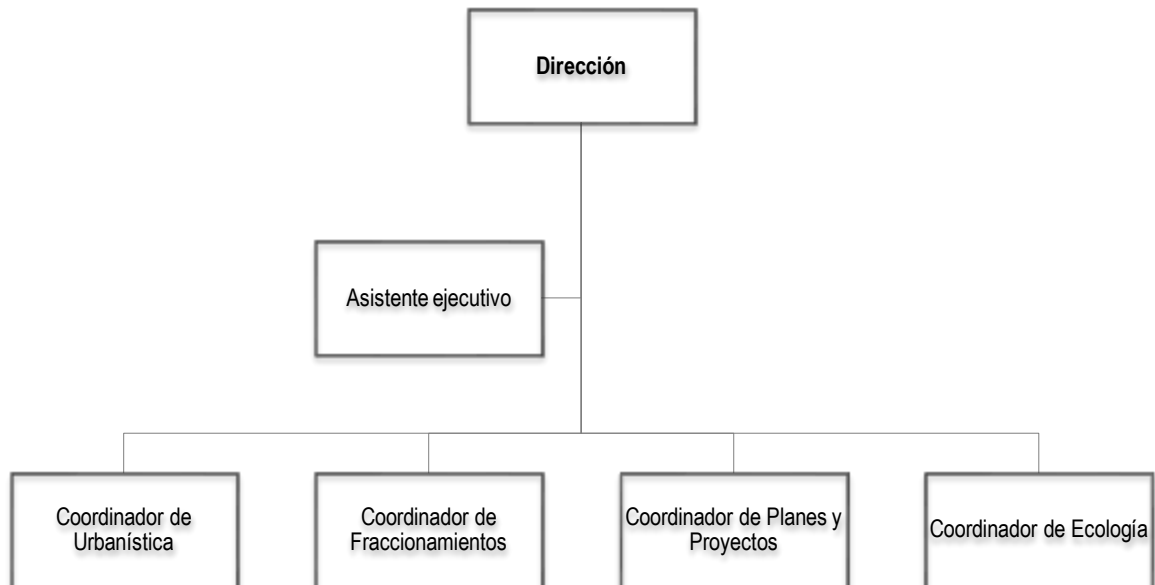 Dirección
Asistente ejecutivo
Coordinador de
Urbanística
Coordinador de
Fraccionamientos
Coordinador de Planes y
Proyectos
Coordinador de Ecología